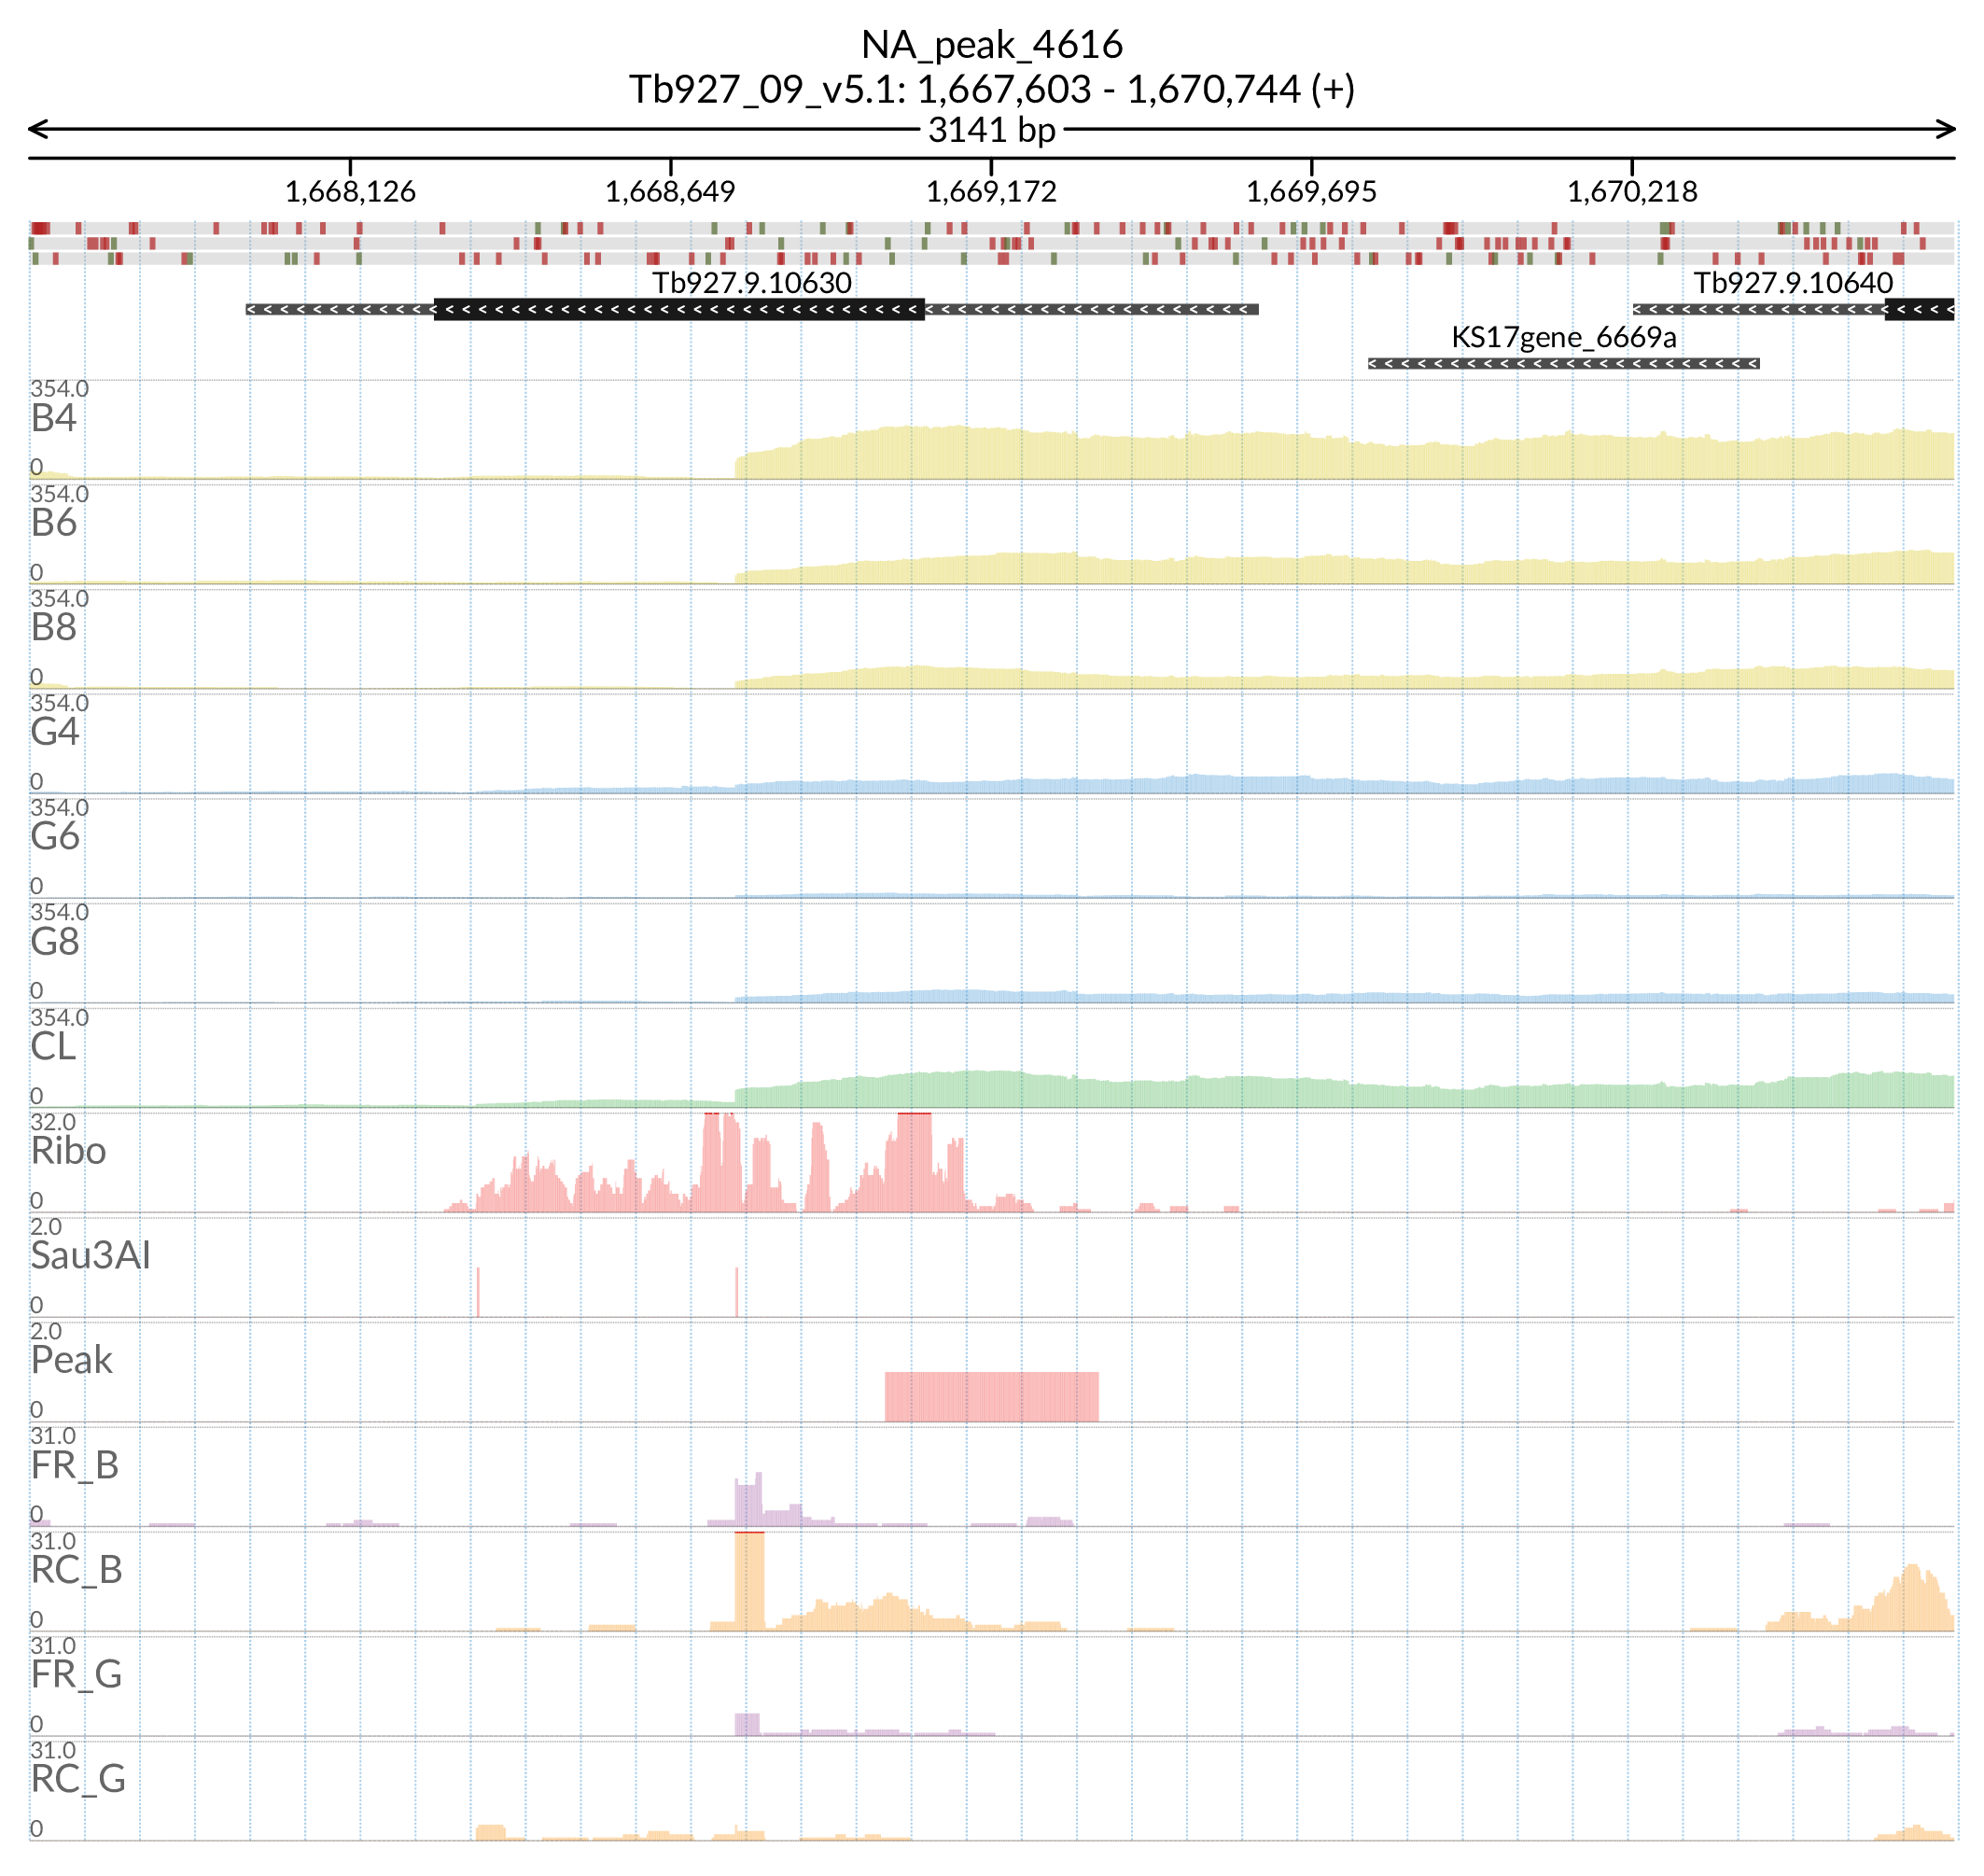 NA_peak_4616
Tb927_09_v5.1: 1,667,603 - 1,670,744 (+)
3141 bp
1,668,126 1,668,649 1,669,172 1,669,695 1,670,218
Tb927.9.10630 Tb927.9.10640
KS17gene_6669a
354.0
B4
0
354.0
B6
0
354.0
B8
0
354.0
G4
0
354.0
G6
0
354.0
G8
0
354.0
CL
0
32.0
Ribo
0
2.0
Sau3AI
0
2.0
Peak
0
31.0
FR_B
0
31.0
RC_B
0
31.0
FR_G
0
31.0
RC_G
0